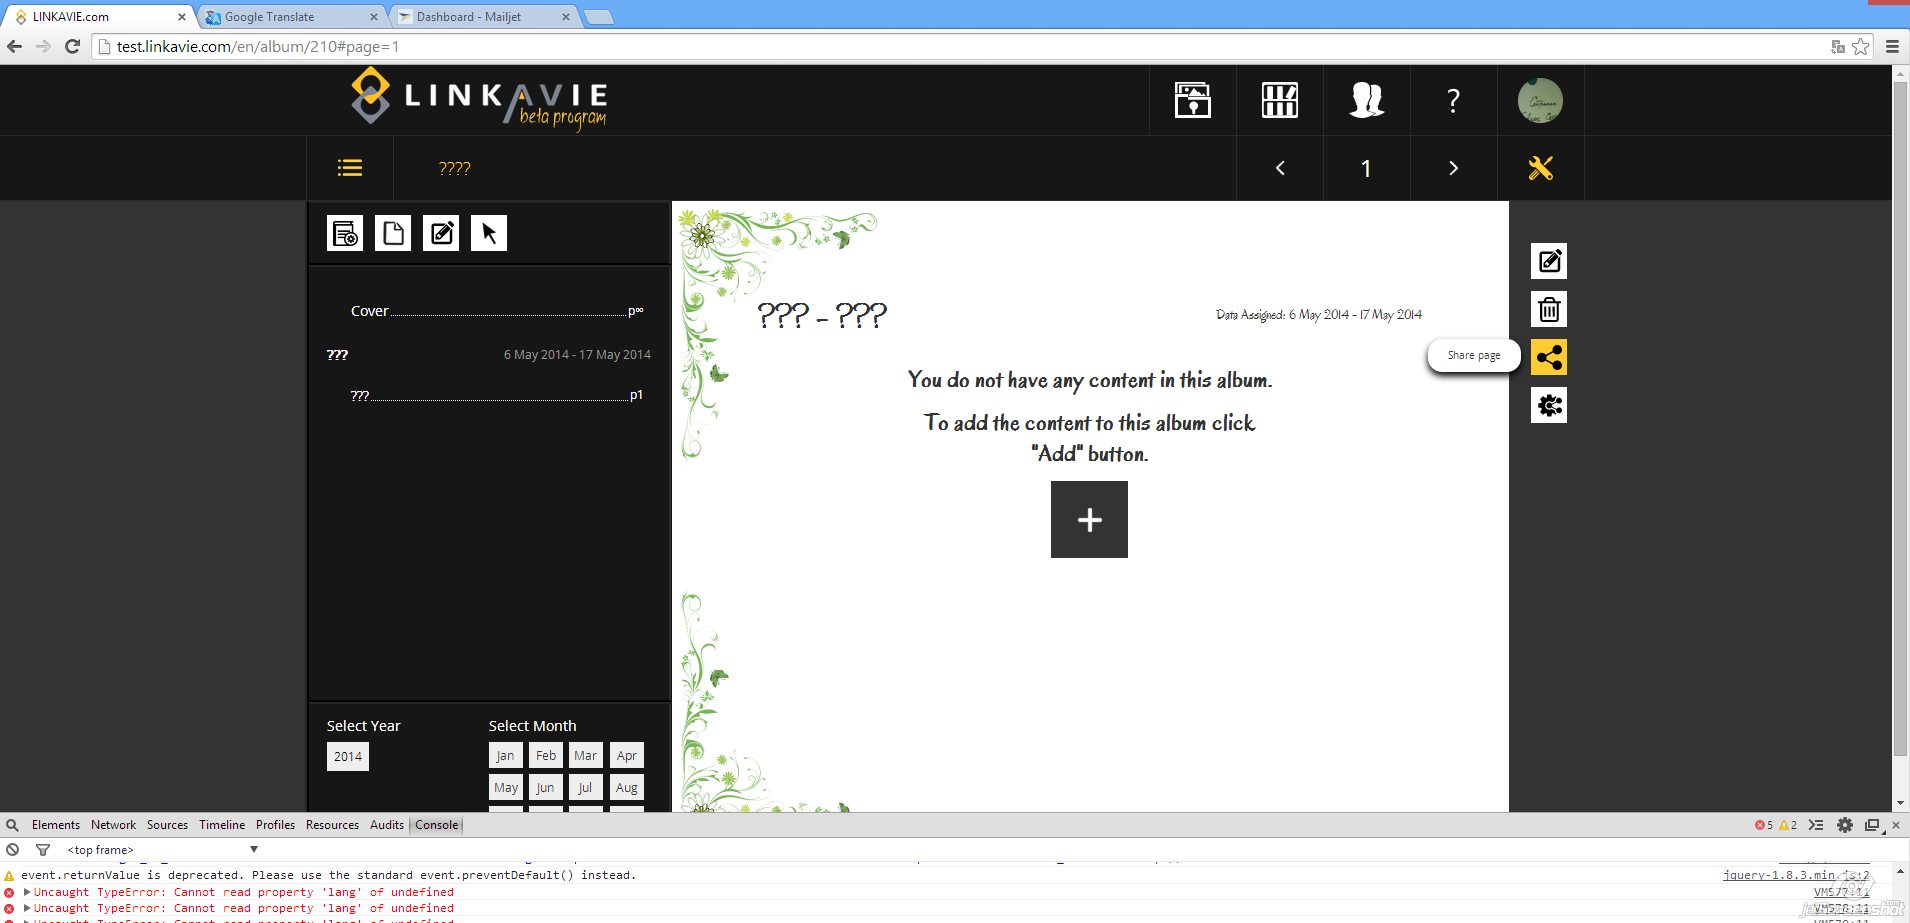 LINKAVIE.com
Google Translate
Dashboard - Mailjet
test.linkavie.com/en/album/210#page=1
LINKAVIE
beta program
?
????
1
Cover p∞
??? 6 May 2014 - 17 May 2014
??? p1
??? - ???
Data Assigned: 6 May 2014 - 17 May 2014
You do not have any content in this album.
To add the content to this album click
"Add" button.
+
Share page
Select Year
Select Month
2014
Jan Feb Mar Apr
May Jun Jul Aug
Elements Network Sources Timeline Profiles Resources Audits Console
5 2
<top frame>
event.returnValue is deprecated. Please use the standard event.preventDefault() instead. jquery-1.8.3.min.js:2
Uncaught TypeError: Cannot read property 'lang' of undefined
Uncaught TypeError: Cannot read property 'lang' of undefined